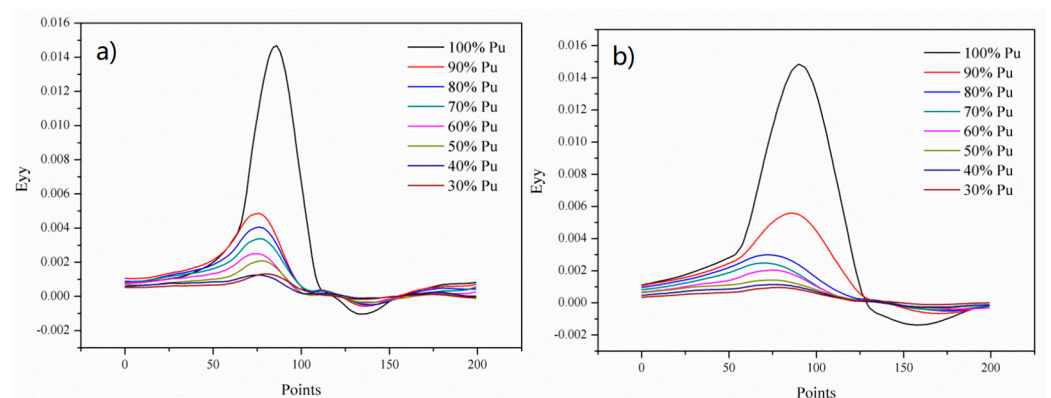 a)
100% Pu
90% Pu
80% Pu
70% Pu
60% Pu
50% Pu
40% Pu
30% Pu
0.016
0.014
0.012
0.010
0.008
0.006
0.004
0.002
0.000
-0.002
Eyy
0
50
100
150
200
Points
b)
100% Pu
90% Pu
80% Pu
70% Pu
60% Pu
50% Pu
40% Pu
30% Pu
0.016
0.014
0.012
0.010
0.008
0.006
0.004
0.002
0.000
-0.002
Eyy
0
50
100
150
200
Points